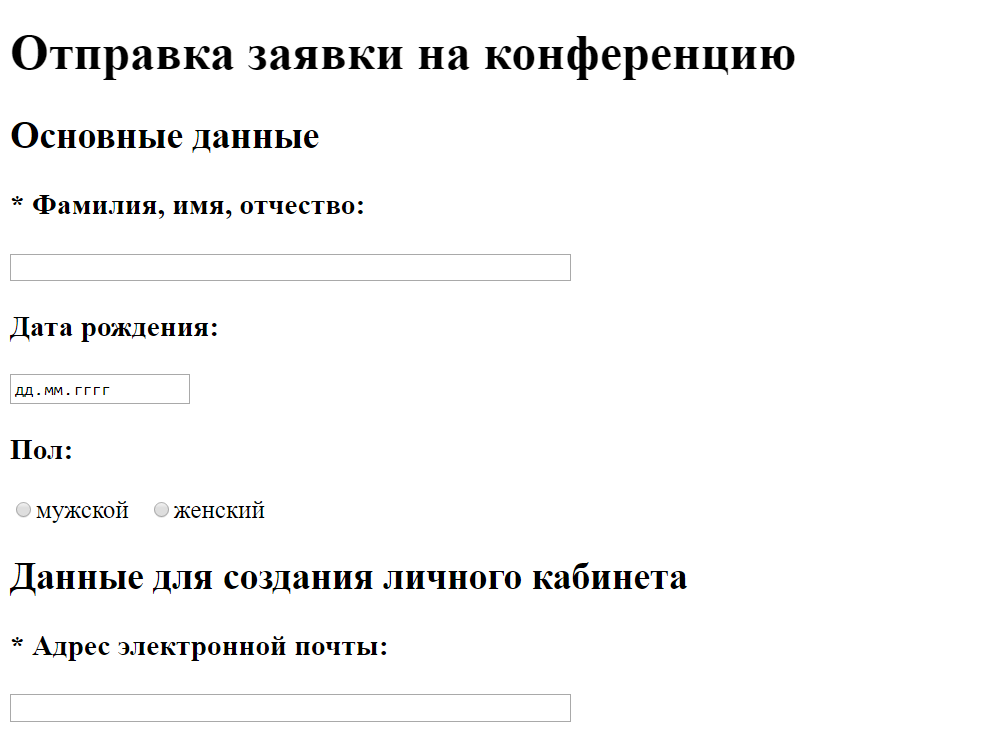 Отправка заявки на конференцию
Основные данные
* Фамилия, имя, отчество:
Дата рождения:
дд.мм.гггг
Пол:
мужской женский
Данные для создания личного кабинета
* Адрес электронной почты: